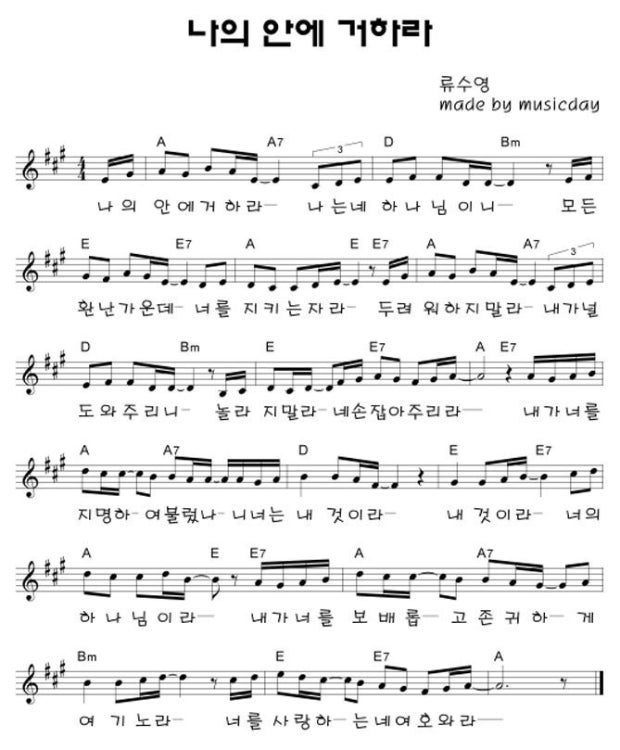 나의 안에 거하라
류수영
made by musicday
A A7 D Bm
나 의 안 에 거 하 라 나 는 네 하 나 님 이 니 모 든
E E7 A E E7 A A7
환 난 가 운 데 너 를 지 키 는 자 라 두 려 워 하 지 말 라 내 가 널
D Bm E E7 A E7
도 와 주 리 니 놀 라 지 말 라 네 손 잡 아 주 리 라 내 가 너 를
A A7 D E E7
지 명 하 여 불 렀 나 니 너 는 내 것 이 라 내 것 이 라 너 의
A E E7 A A7
하 나 님 이 라 내 가 너 를 보 배 롭 고 존 귀 하 게
Bm E E7 A
여 기 노 라 너 를 사 랑 하 는 네 여 호 와 라